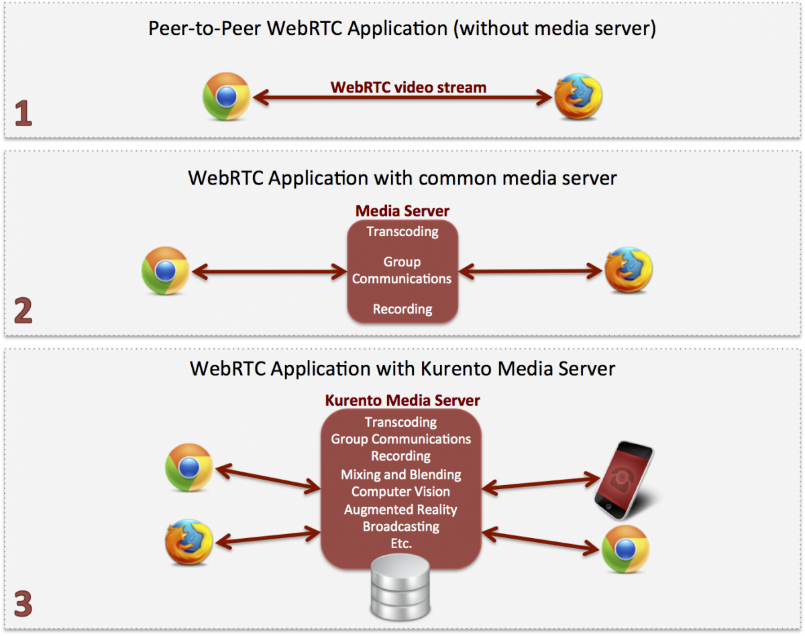 Peer-to-Peer WebRTC Application (without media server)
WebRTC video stream
1
WebRTC Application with common media server
Media Server
Transcoding
Group
Communications
Recording
2
WebRTC Application with Kurento Media Server
Kurento Media Server
Transcoding
Group Communications
Recording
Mixing and Blending
Computer Vision
Augmented Reality
Broadcasting
Etc.
3